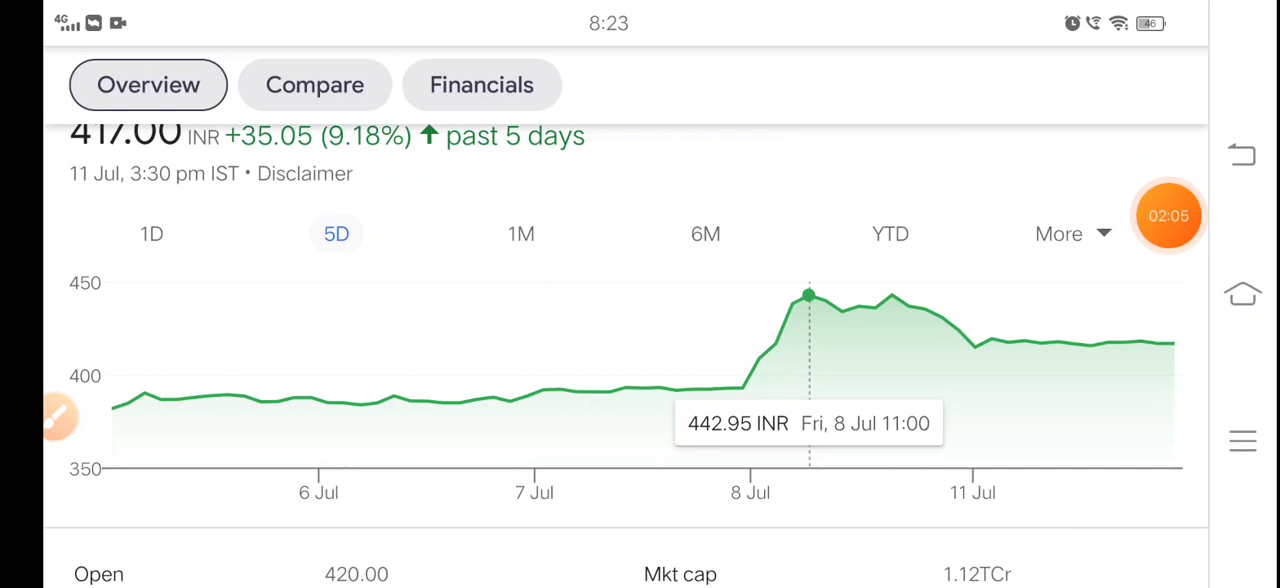 4G 8:23 46
Overview Compare Financials
417.00 INR +35.05 (9.18%) ↑ past 5 days
11 Jul, 3:30 pm IST • Disclaimer
02:05
1D 5D 1M 6M YTD More
450
400
442.95 INR Fri, 8 Jul 11:00
350
6 Jul 7 Jul 8 Jul 11 Jul
Open 420.00 Mkt cap 1.12TCr